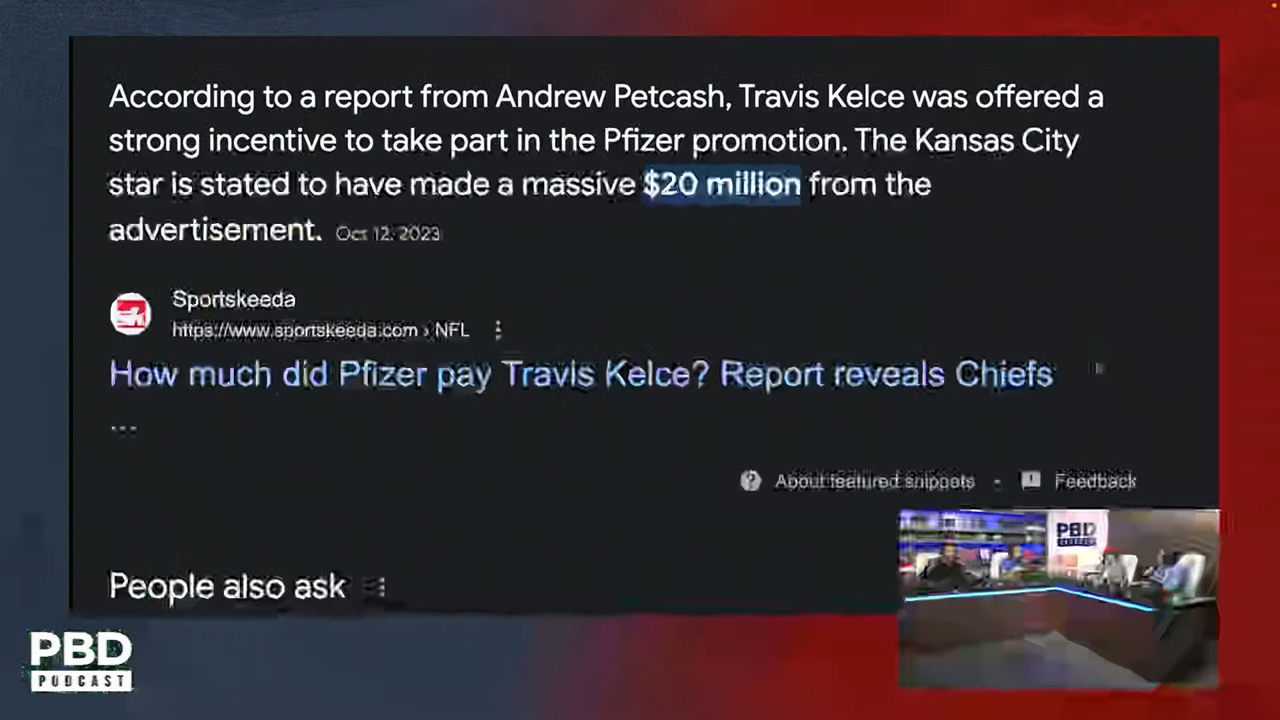 According to a report from Andrew Petcash, Travis Kelce was offered a
strong incentive to take part in the Pfizer promotion. The Kansas City
star is stated to have made a massive $20 million from the
advertisement. Oct 12, 2023
Sportskeeda
https://www.sportskeeda.com › NFL
How much did Pfizer pay Travis Kelce? Report reveals Chiefs
...
About featured snippets
Feedback
PBD
People also ask
PBD
PODCAST